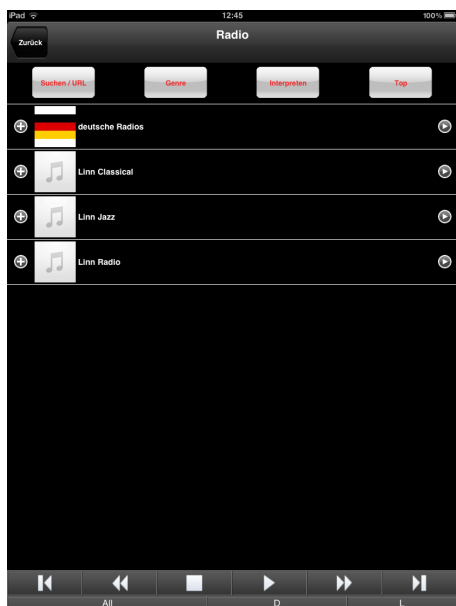 iPad 12:45 100%
Zurück Radio
Suchen / URL Genre Interpreten Top
deutsche Radios
Linn Classical
Linn Jazz
Linn Radio
All D L